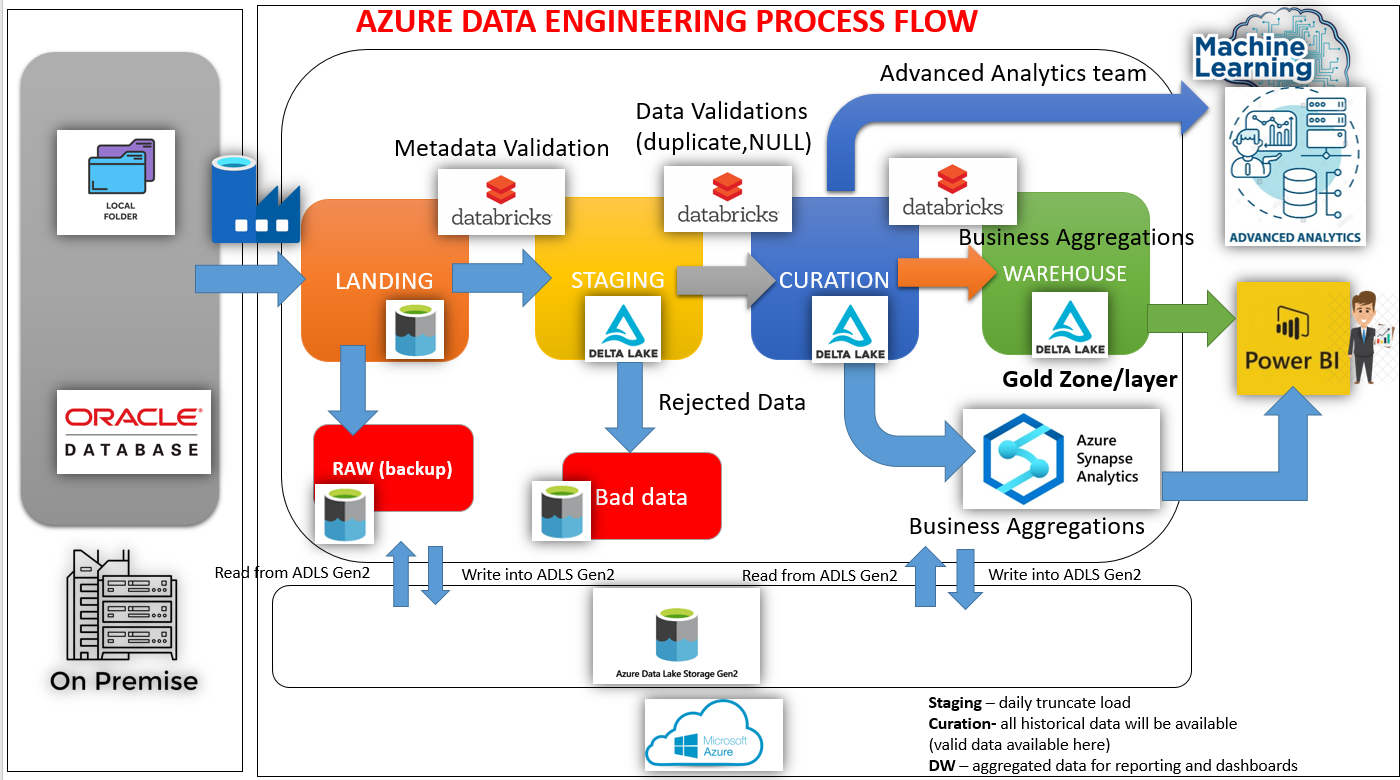 AZURE DATA ENGINEERING PROCESS FLOW
Machine
Learning
Advanced Analytics team
Data Validations
(duplicate,NULL)
Metadata Validation
LOCAL
FOLDER
databricks
databricks
databricks
ADVANCED ANALYTICS
Business Aggregations
LANDING
STAGING
CURATION
WAREHOUSE
DELTA LAKE
DELTA LAKE
DELTA LAKE
Power BI
Gold Zone/layer
Rejected Data
ORACLE®
DATABASE
RAW (backup)
Bad data
Azure
Synapse
Analytics
Business Aggregations
Read from ADLS Gen2
Write into ADLS Gen2
Read from ADLS Gen2
Write into ADLS Gen2
Azure Data Lake Storage Gen2
On Premise
Microsoft
Azure
Staging – daily truncate load
Curation- all historical data will be available
(valid data available here)
DW – aggregated data for reporting and dashboards